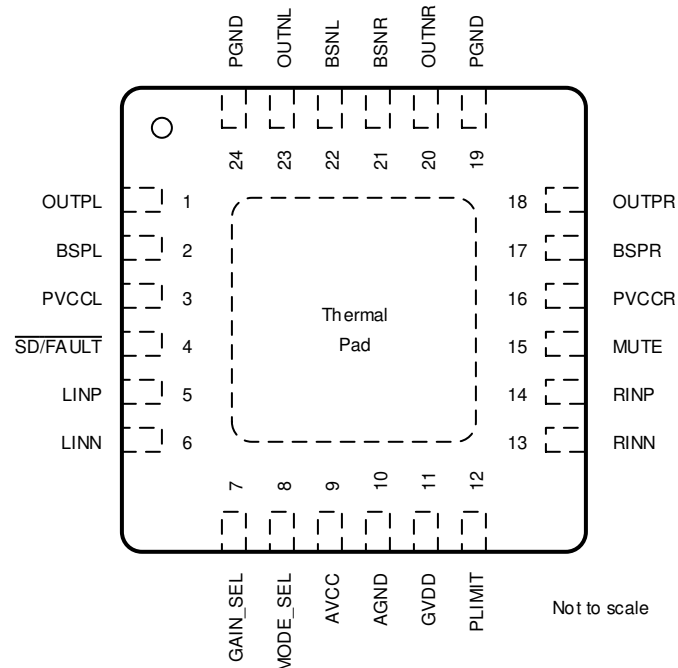 PGND OUTNL BSNL BSNR OUTNR PGND
24 23 22 21 20 19
OUTPL 1 18 OUTPR
BSPL 2 17 BSPR
PVCCL 3 16 PVCCR
Thermal
SD/FAULT 4 15 MUTE
Pad
LINP 5 14 RINP
LINN 6 13 RINN
7 8 9 10 11 12
GAIN_SEL MODE_SEL AVCC AGND GVDD PLIMIT
Not to scale